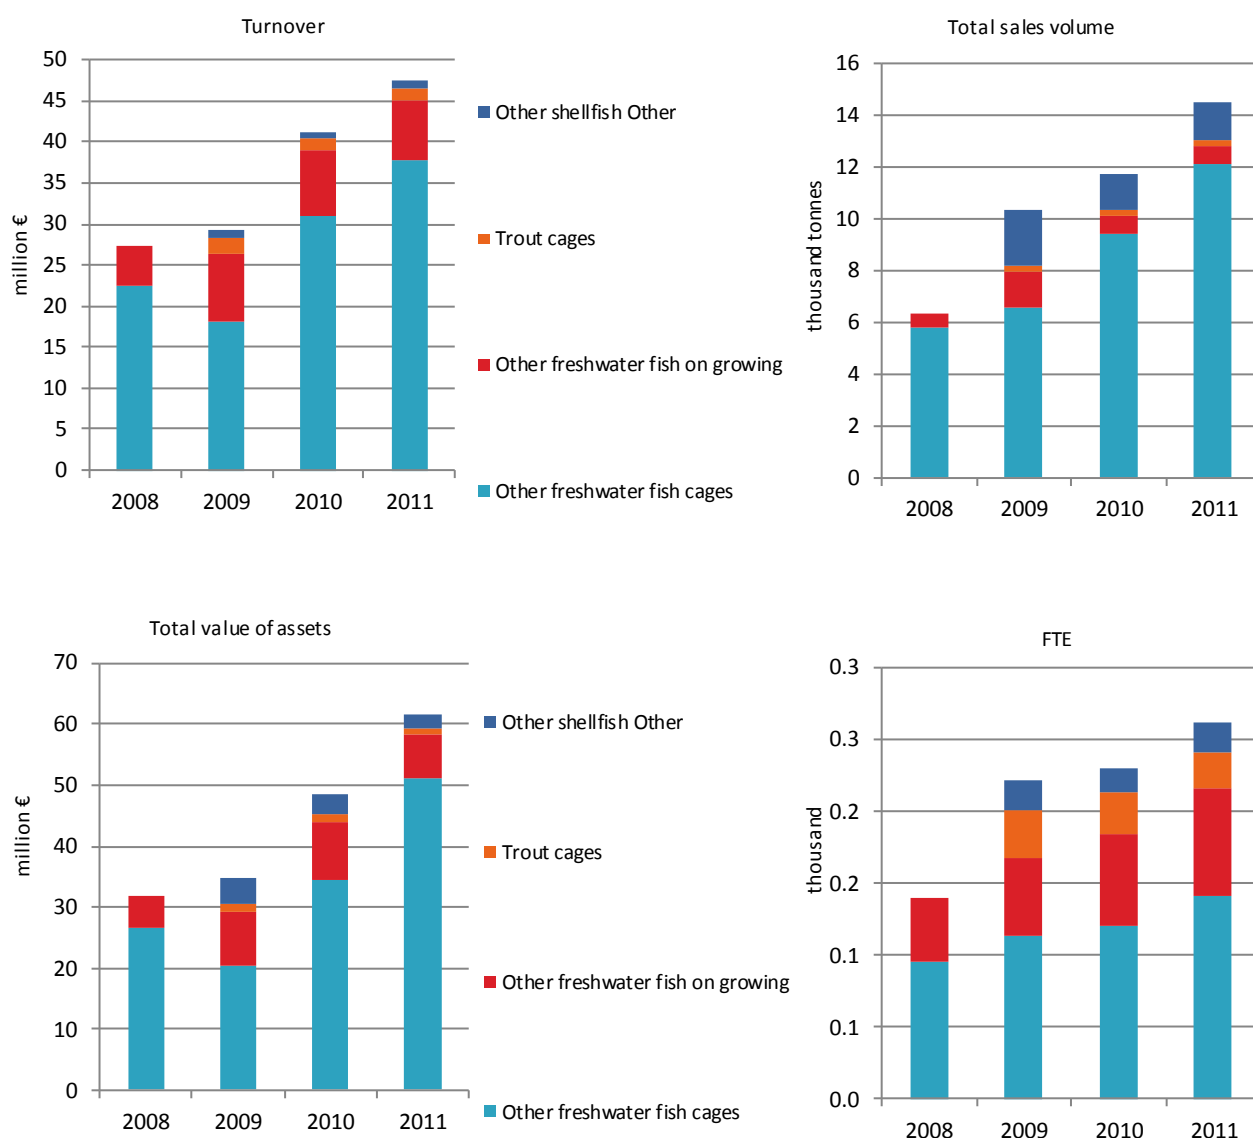 Turnover
million €
50
45
40
35
30
25
20
15
10
5
0
2008 2009 2010 2011
Other shellfish Other
Trout cages
Other freshwater fish on growing
Other freshwater fish cages
Total sales volume
thousand tonnes
16
14
12
10
8
6
4
2
0
2008 2009 2010 2011
Total value of assets
million €
70
60
50
40
30
20
10
0
2008 2009 2010 2011
Other shellfish Other
Trout cages
Other freshwater fish on growing
Other freshwater fish cages
FTE
thousand
0.3
0.3
0.2
0.2
0.1
0.1
0.0
2008 2009 2010 2011